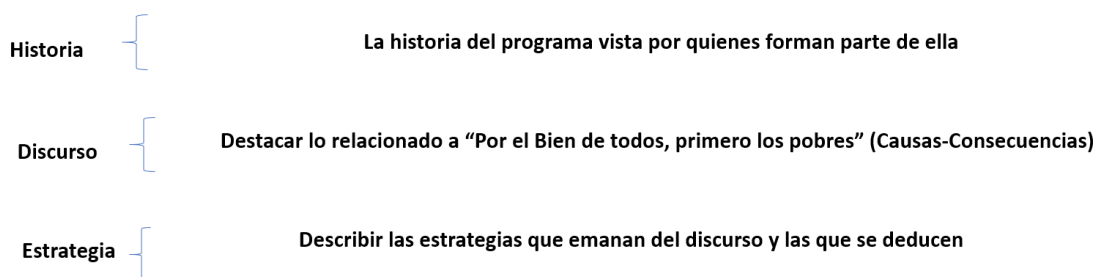 Historia
La historia del programa vista por quienes forman parte de ella
Discurso
Destacar lo relacionado a “Por el Bien de todos, primero los pobres” (Causas-Consecuencias)
Estrategia
Describir las estrategias que emanan del discurso y las que se deducen